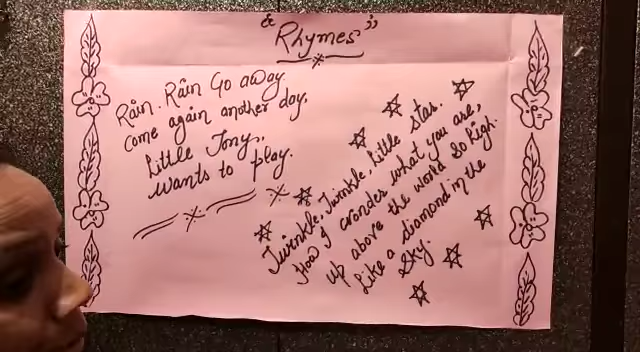 "Rhymes"
Rain. Rain Go away.
come again another day,
Little Tony,,
wants to play.
Twinkle, Twinkle, Little star.
How I wonder what you are,
up above the world So high.
Like a diamond in the
Sky.